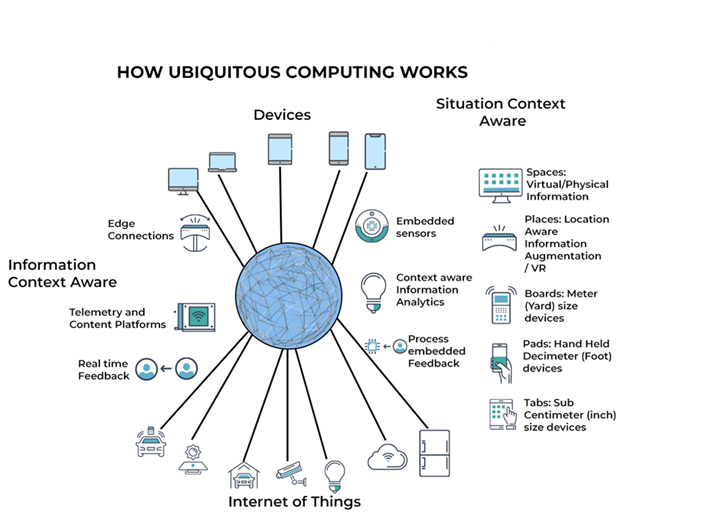 HOW UBIQUITOUS COMPUTING WORKS
Devices
Situation Context
Aware
Spaces:
Virtual/Physical
Information
Edge
Connections
Embedded
sensors
Places: Location
Aware
Information
Augmentation
/ VR
Information
Context Aware
Context aware
Information
Analytics
Telemetry and
Content Platforms
Boards: Meter
(Yard) size
devices
Real time
Feedback
Process
embedded
Feedback
Pads: Hand Held
Decimeter (Foot)
devices
Tabs: Sub
Centimeter (inch)
size devices
Internet of Things